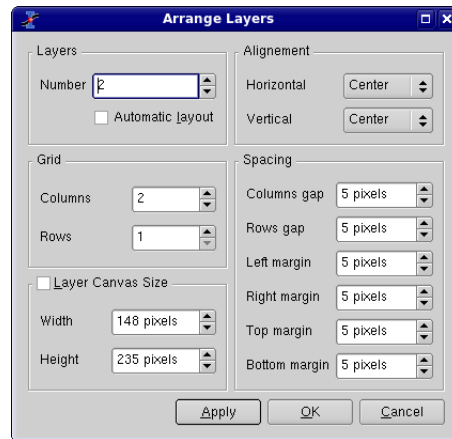 Arrange Layers
Layers
Number 2
Automatic layout
Alignement
Horizontal Center
Vertical Center
Grid
Columns 2
Rows 1
Spacing
Columns gap 5 pixels
Rows gap 5 pixels
Left margin 5 pixels
Right margin 5 pixels
Top margin 5 pixels
Bottom margin 5 pixels
Layer Canvas Size
Width 148 pixels
Height 235 pixels
Apply OK Cancel